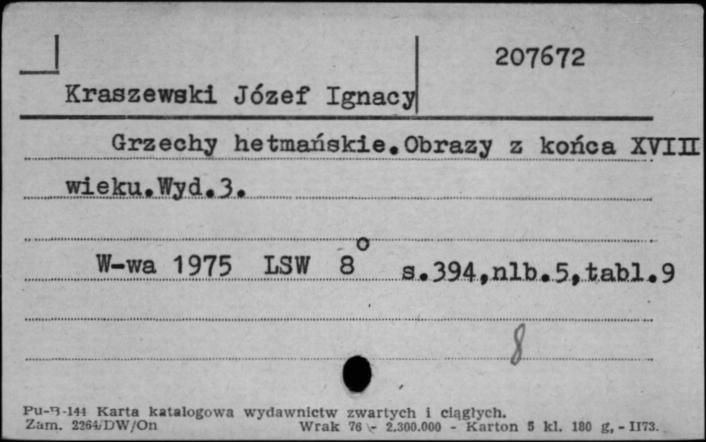 207672
Kraszewski Józef Ignacy
Grzechy hetmańskie.Obrazy z końca XVIII
wieku.Wyd.3.
W-wa 1975 LSW 8° s.394,nlb.5,tabl.9
8
Pu-B-144 Karta katalogowa wydawnictw zwartych i ciągłych.
Zam. 2264/DW/On Wrak 76 - 2.300.000 - Karton 5 kl. 180 g, - II73.